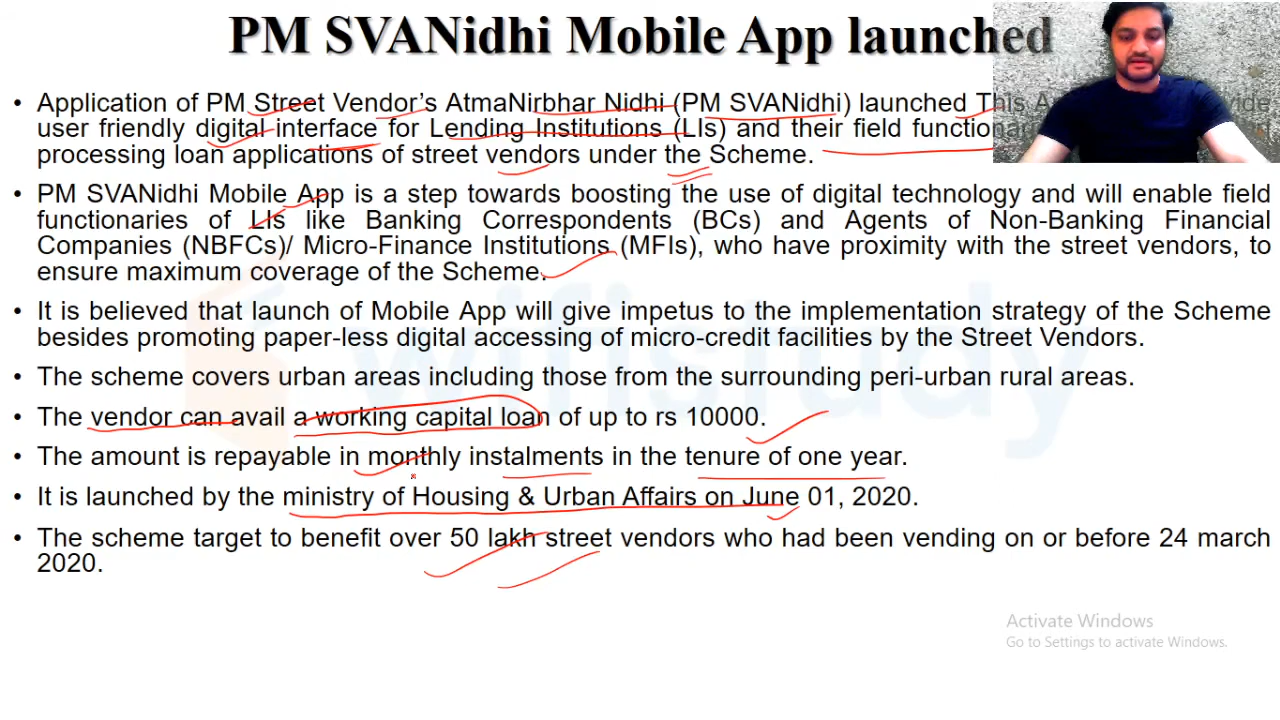 PM SVANidhi Mobile App launched
• Application of PM Street Vendor's AtmaNirbhar Nidhi (PM SVANidhi) launched This
user friendly digital interface for Lending Institutions (LIs) and their field
processing loan applications of street vendors under the Scheme.
• PM SVANidhi Mobile App is a step towards boosting the use of digital technology and will enable field
functionaries of LIs like Banking Correspondents (BCs) and Agents of Non-Banking Financial
Companies (NBFCs)/ Micro-Finance Institutions (MFIs), who have proximity with the street vendors, to
ensure maximum coverage of the Scheme.
• It is believed that launch of Mobile App will give impetus to the implementation strategy of the Scheme
besides promoting paper-less digital accessing of micro-credit facilities by the Street Vendors.
• The scheme covers urban areas including those from the surrounding peri-urban rural areas.
• The vendor can avail a working capital loan of up to rs 10000.
• The amount is repayable in monthly instalments in the tenure of one year.
• It is launched by the ministry of Housing & Urban Affairs on June 01, 2020.
• The scheme target to benefit over 50 lakh street vendors who had been vending on or before 24 march
2020.
wifistudy
Activate Windows
Go to Settings to activate Windows.